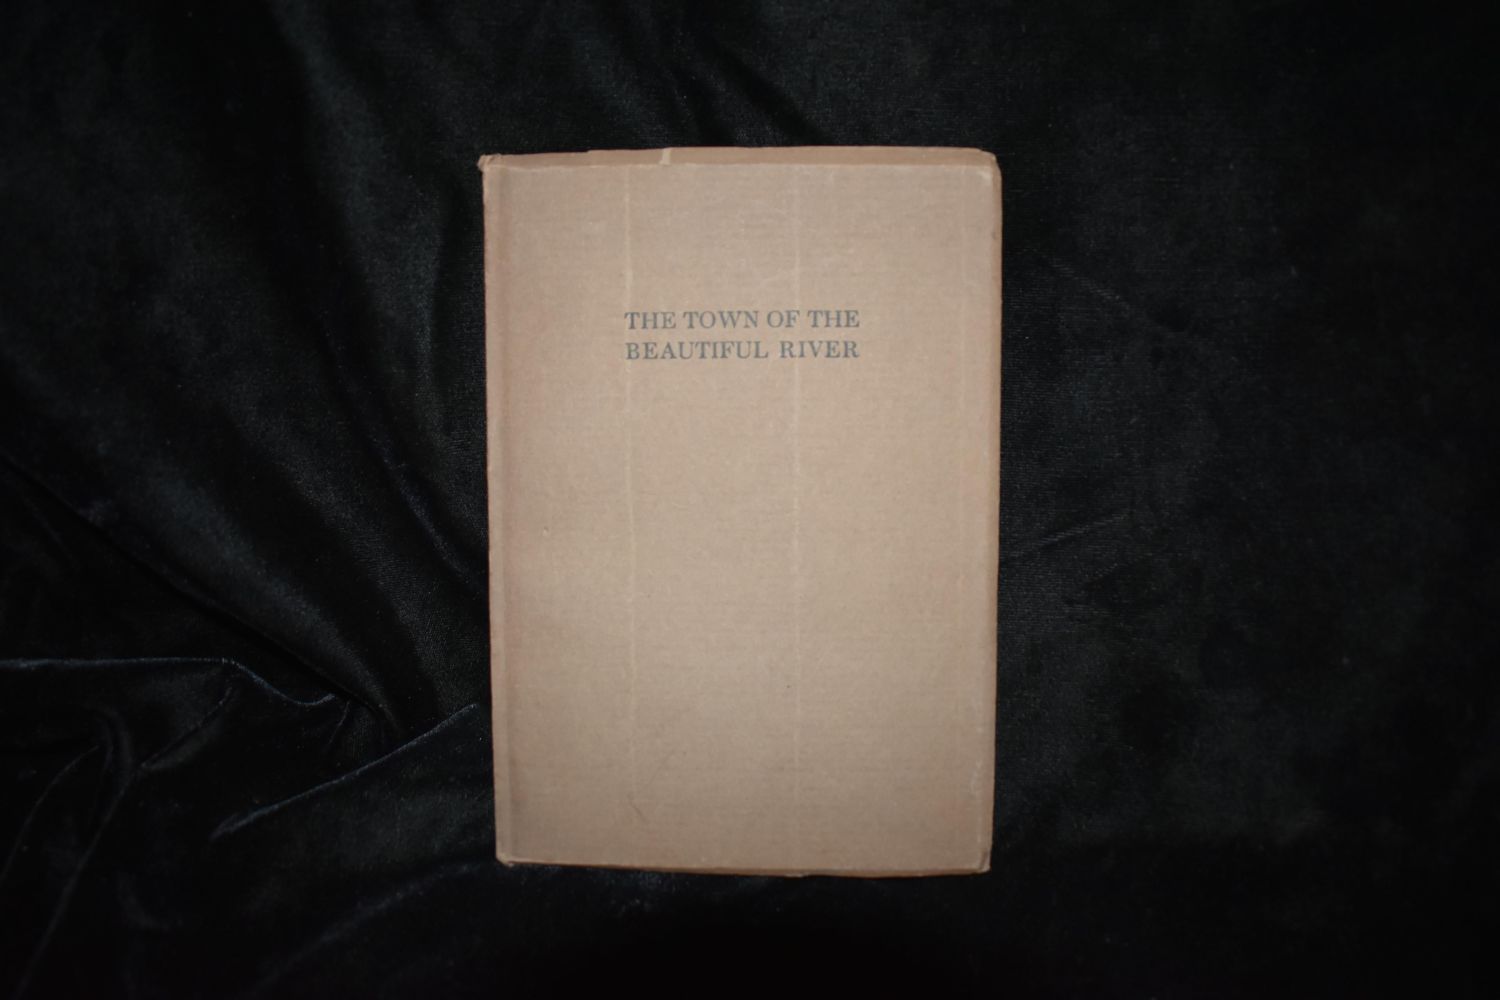 THE TOWN OF THE
BEAUTIFUL RIVER